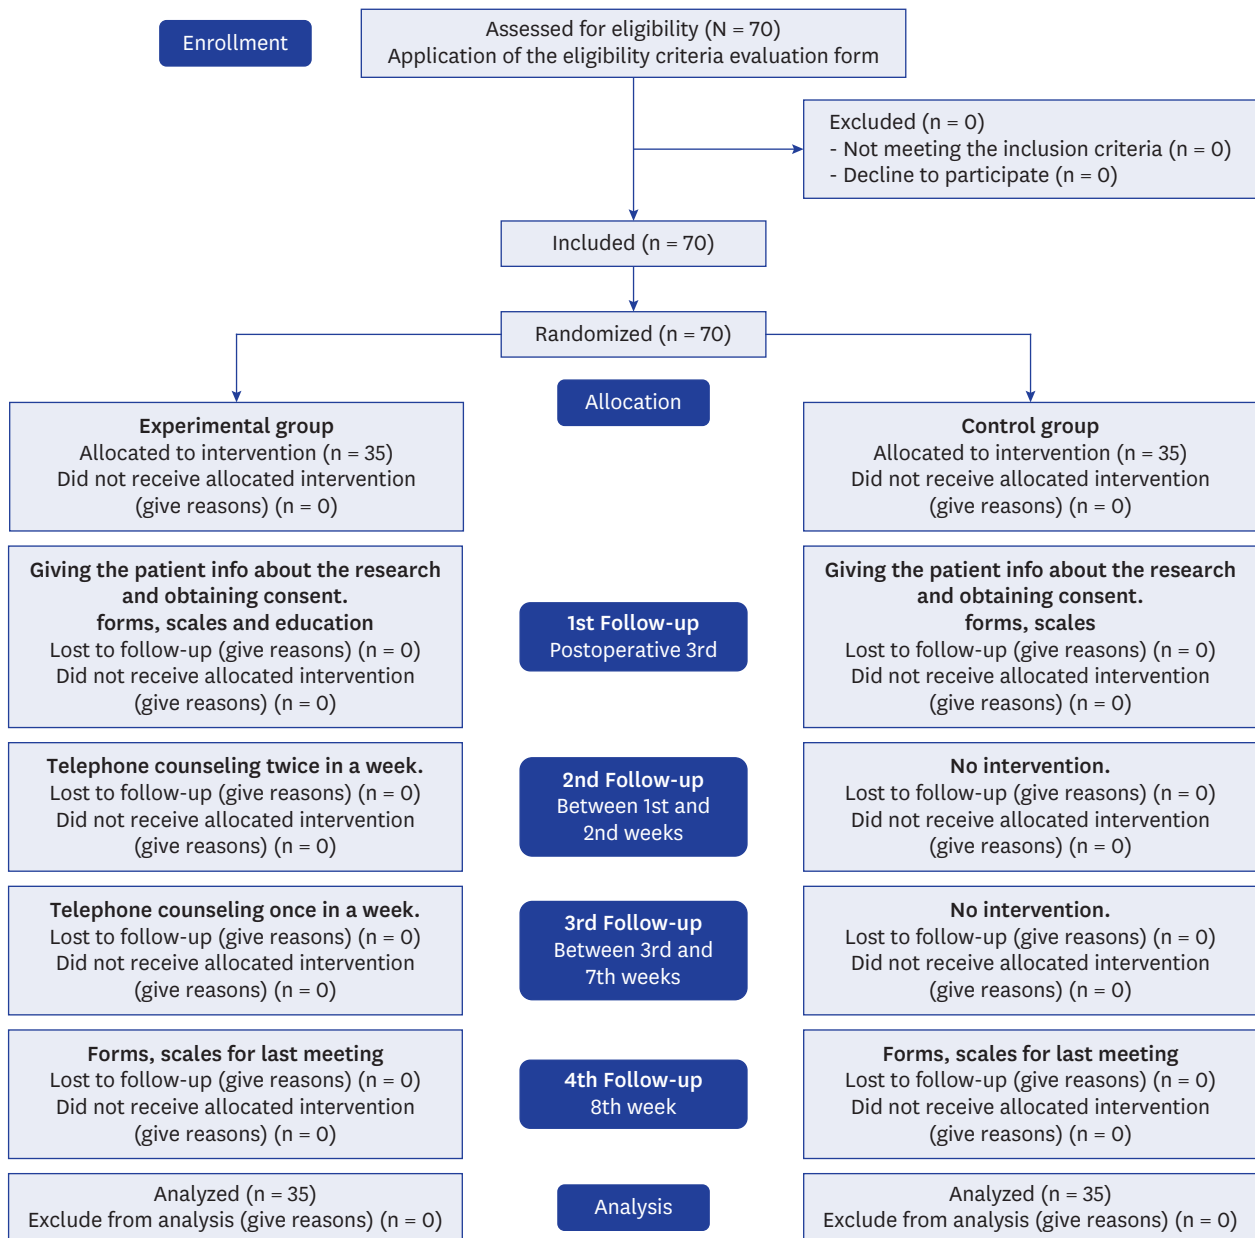 Enrollment
Assessed for eligibility (N = 70)
Application of the eligibility criteria evaluation form
Excluded (n = 0)
- Not meeting the inclusion criteria (n = 0)
- Decline to participate (n = 0)
Included (n = 70)
Randomized (n = 70)
Allocation
Experimental group
Allocated to intervention (n = 35)
Did not receive allocated intervention
(give reasons) (n = 0)
Control group
Allocated to intervention (n = 35)
Did not receive allocated intervention
(give reasons) (n = 0)
Giving the patient info about the research
and obtaining consent.
forms, scales and education
Lost to follow-up (give reasons) (n = 0)
Did not receive allocated intervention
(give reasons) (n = 0)
1st Follow-up
Postoperative 3rd
Giving the patient info about the research
and obtaining consent.
forms, scales
Lost to follow-up (give reasons) (n = 0)
Did not receive allocated intervention
(give reasons) (n = 0)
Telephone counseling twice in a week.
Lost to follow-up (give reasons) (n = 0)
Did not receive allocated intervention
(give reasons) (n = 0)
2nd Follow-up
Between 1st and
2nd weeks
No intervention.
Lost to follow-up (give reasons) (n = 0)
Did not receive allocated intervention
(give reasons) (n = 0)
Telephone counseling once in a week.
Lost to follow-up (give reasons) (n = 0)
Did not receive allocated intervention
(give reasons) (n = 0)
3rd Follow-up
Between 3rd and
7th weeks
No intervention.
Lost to follow-up (give reasons) (n = 0)
Did not receive allocated intervention
(give reasons) (n = 0)
Forms, scales for last meeting
Lost to follow-up (give reasons) (n = 0)
Did not receive allocated intervention
(give reasons) (n = 0)
4th Follow-up
8th week
Forms, scales for last meeting
Lost to follow-up (give reasons) (n = 0)
Did not receive allocated intervention
(give reasons) (n = 0)
Analyzed (n = 35)
Exclude from analysis (give reasons) (n = 0)
Analysis
Analyzed (n = 35)
Exclude from analysis (give reasons) (n = 0)